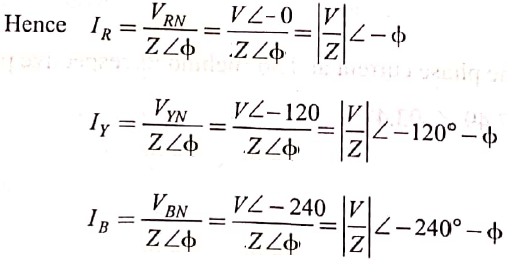 Hence I_R = V_RN / Z∠ϕ = V∠-0 / .Z∠ϕ = |V/Z| ∠-ϕ
I_Y = V_YN / Z∠ϕ = V∠-120 / .Z∠ϕ = |V/Z| ∠-120°-ϕ
I_B = V_BN / Z∠ϕ = V∠-240 / .Z∠ϕ = |V/Z| ∠-240°-ϕ